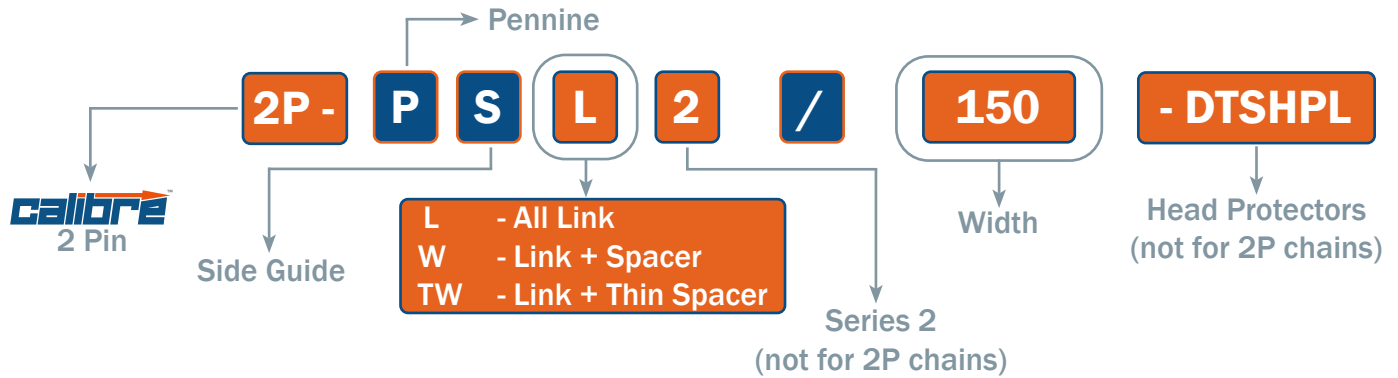 Pennine
2P - P S L 2 / 150 - DTSHPL
calibre™
2 Pin
Side Guide
L - All Link
W - Link + Spacer
TW - Link + Thin Spacer
Series 2
(not for 2P chains)
Width
Head Protectors
(not for 2P chains)